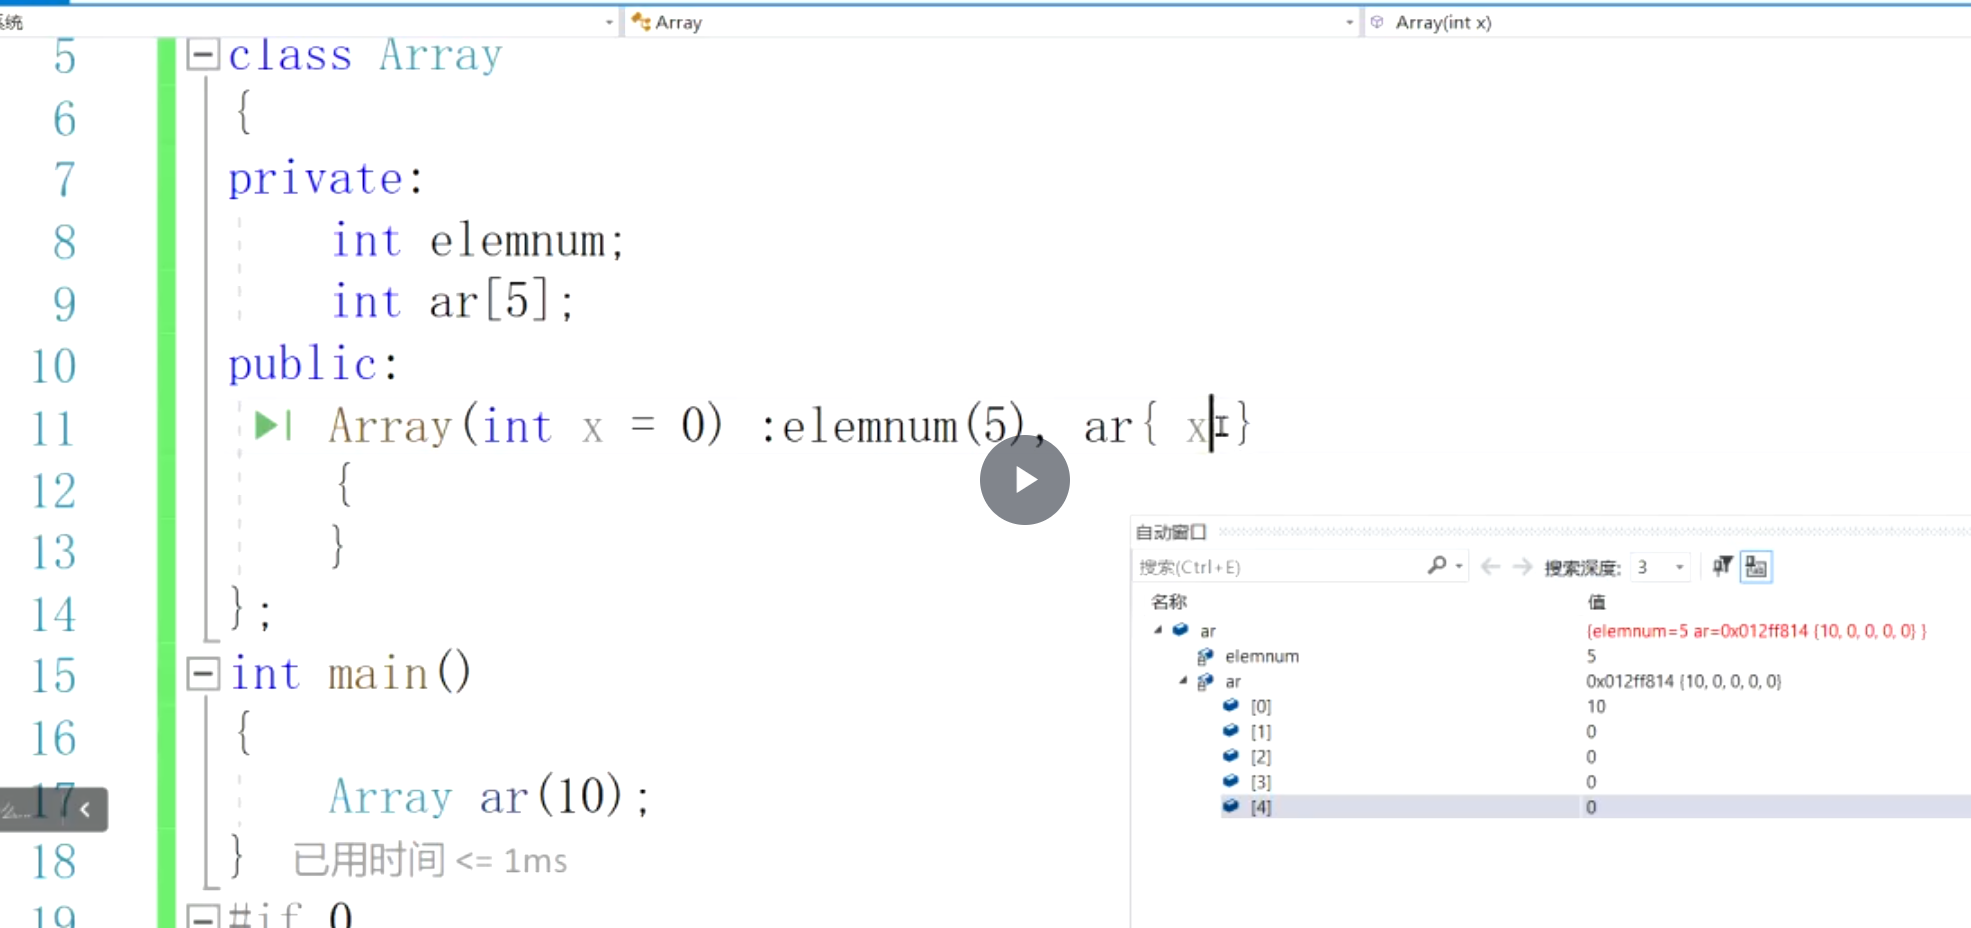 系统 Array Array(int x)
5 class Array
6 {
7 private:
8 int elemnum;
9 int ar[5];
10 public:
11 Array(int x = 0) :elemnum(5), ar{ x }
12 {
13 }
14 };
15 int main()
16 {
17 Array ar(10);
18 } 已用时间 <= 1ms
19 #if 0
自动窗口
搜索(Ctrl+E) 搜索深度: 3
名称 值
ar {elemnum=5 ar=0x012ff814 {10, 0, 0, 0, 0} }
elemnum 5
ar 0x012ff814 {10, 0, 0, 0, 0}
[0] 10
[1] 0
[2] 0
[3] 0
[4] 0